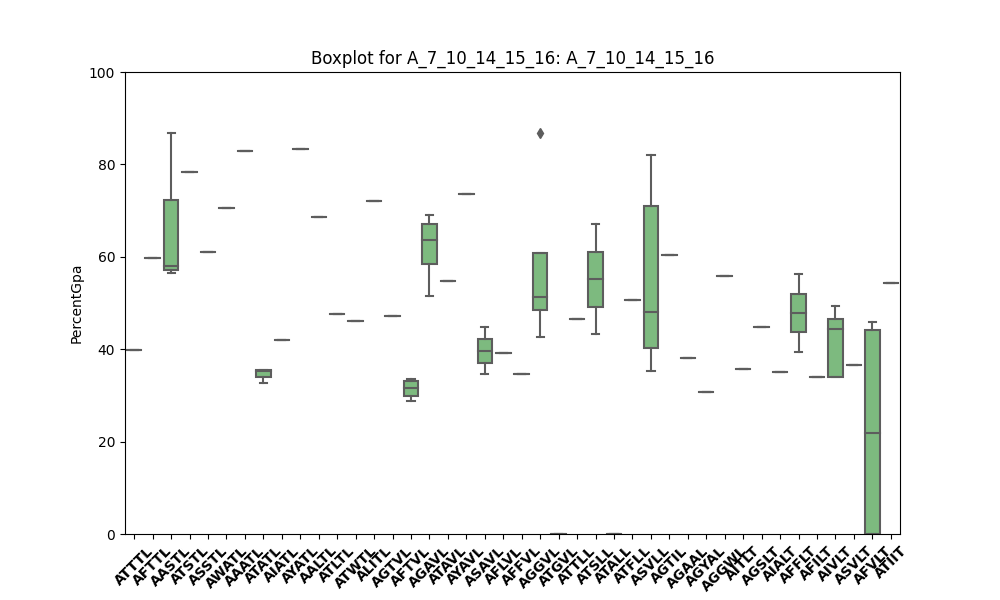 Boxplot for A_7_10_14_15_16: A_7_10_14_15_16
PercentGpa
100
80
60
40
20
0
ATTTL AFTTL AASTL ATSTL ASSTL AWATL AAATL ATATL AIATL AYATL AALTL ATLTL ATWTL ALITL AGTVL AFTVL AGAVL ATAVL AYAVL ASAVL AFLVL AFFVL AGGVL ATGVL ATTLL ATSLL ATALL ATFLL ASVLL AGTIL AGAAL AGYAL AGGWL AITLT AGSLT AIALT AFFLT AFILT AIVLT ASVLT AFVLT ATIIT